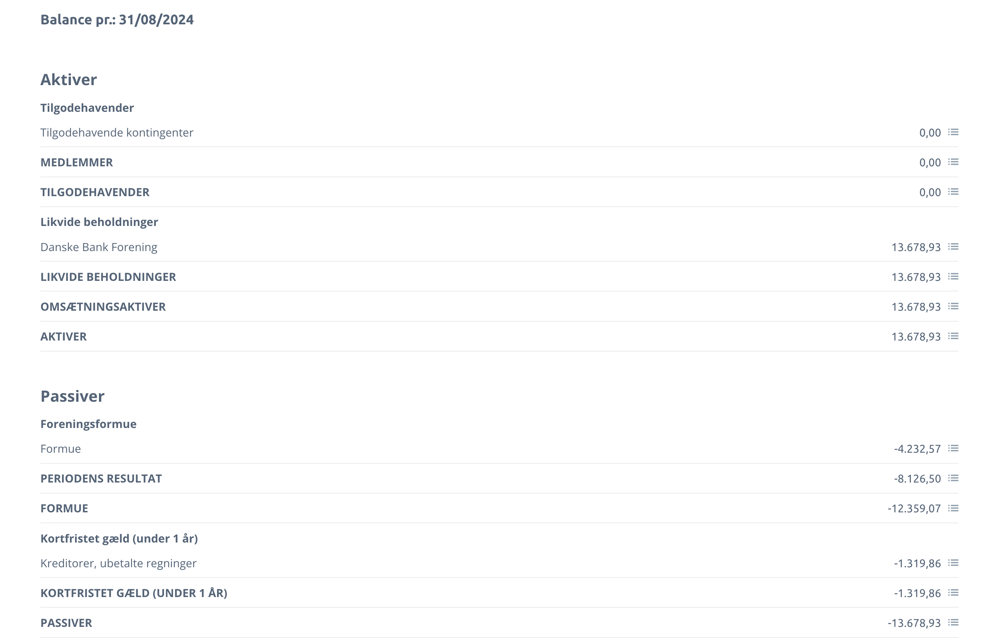 Balance pr.: 31/08/2024
Aktiver
Tilgodehavender
Tilgodehavende kontingenter 0,00
MEDLEMMER 0,00
TILGODEHAVENDER 0,00
Likvide beholdninger
Danske Bank Forening 13.678,93
LIKVIDE BEHOLDNINGER 13.678,93
OMSÆTNINGSAKTIVER 13.678,93
AKTIVER 13.678,93
Passiver
Foreningsformue
Formue -4.232,57
PERIODENS RESULTAT -8.126,50
FORMUE -12.359,07
Kortfristet gæld (under 1 år)
Kreditorer, ubetalte regninger -1.319,86
KORTFRISTET GÆLD (UNDER 1 ÅR) -1.319,86
PASSIVER -13.678,93